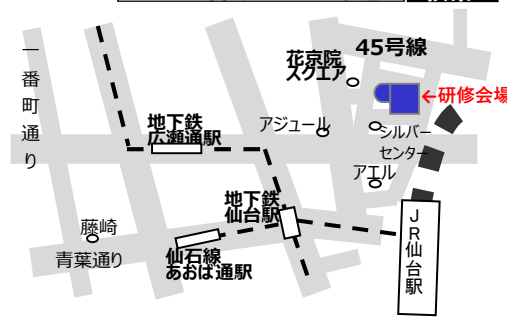 一番町通り
45号線
花京院
スクエア
←研修会場
地下鉄
広瀬通駅
アジュール
シルバー
センター
アエル
地下鉄
仙台駅
藤崎
青葉通り
仙石線
あおば通駅
JR仙台駅